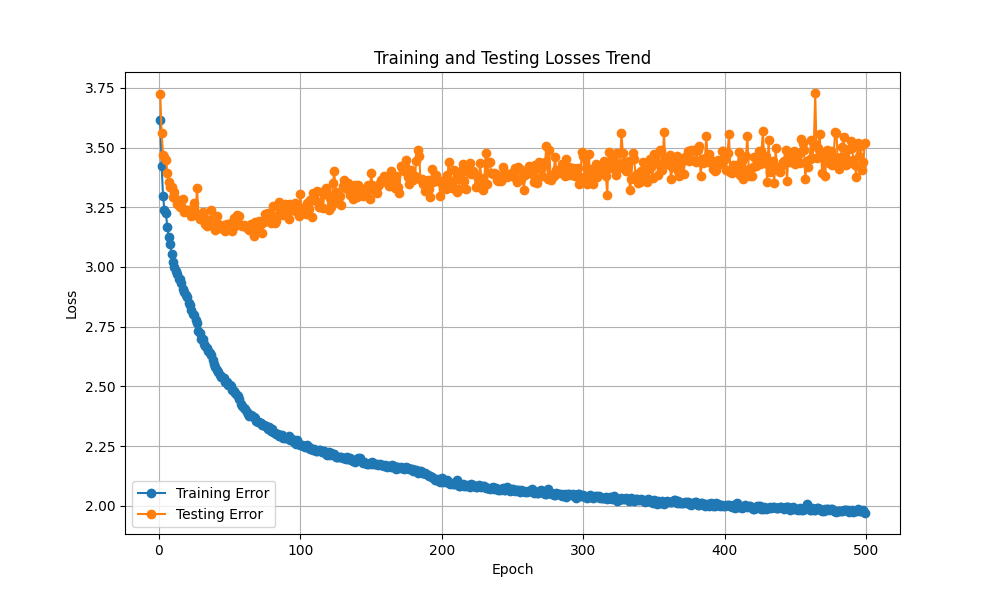 Training and Testing Losses Trend
3.75
3.50
3.25
3.00
2.75
2.50
2.25
2.00
Loss
Training Error
Testing Error
0 100 200 300 400 500
Epoch